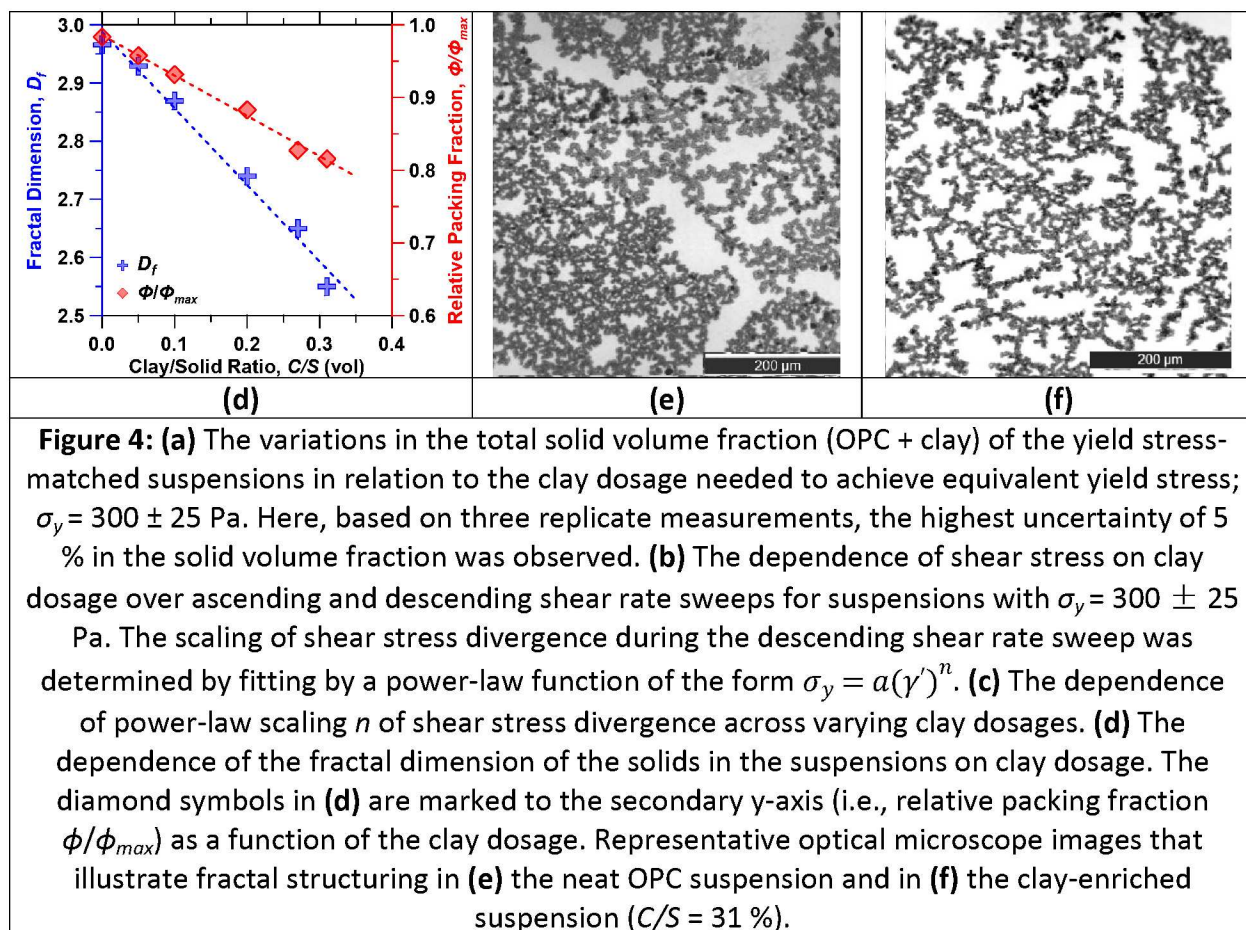 3.0
2.9
2.8
2.7
2.6
2.5
Fractal Dimension, Df
1.0
0.9
0.8
0.7
0.6
Relative Packing Fraction, Φ/Φmax
Df
Φ/Φmax
0.0 0.1 0.2 0.3 0.4
Clay/Solid Ratio, C/S (vol)
200 µm
200 µm
(d) (e) (f)
Figure 4: (a) The variations in the total solid volume fraction (OPC + clay) of the yield stress-
matched suspensions in relation to the clay dosage needed to achieve equivalent yield stress;
σy = 300 ± 25 Pa. Here, based on three replicate measurements, the highest uncertainty of 5
% in the solid volume fraction was observed. (b) The dependence of shear stress on clay
dosage over ascending and descending shear rate sweeps for suspensions with σy = 300 ± 25
Pa. The scaling of shear stress divergence during the descending shear rate sweep was
determined by fitting by a power-law function of the form σy = a(γ′)ⁿ. (c) The dependence
of power-law scaling n of shear stress divergence across varying clay dosages. (d) The
dependence of the fractal dimension of the solids in the suspensions on clay dosage. The
diamond symbols in (d) are marked to the secondary y-axis (i.e., relative packing fraction
ϕ/ϕmax) as a function of the clay dosage. Representative optical microscope images that
illustrate fractal structuring in (e) the neat OPC suspension and in (f) the clay-enriched
suspension (C/S = 31 %).